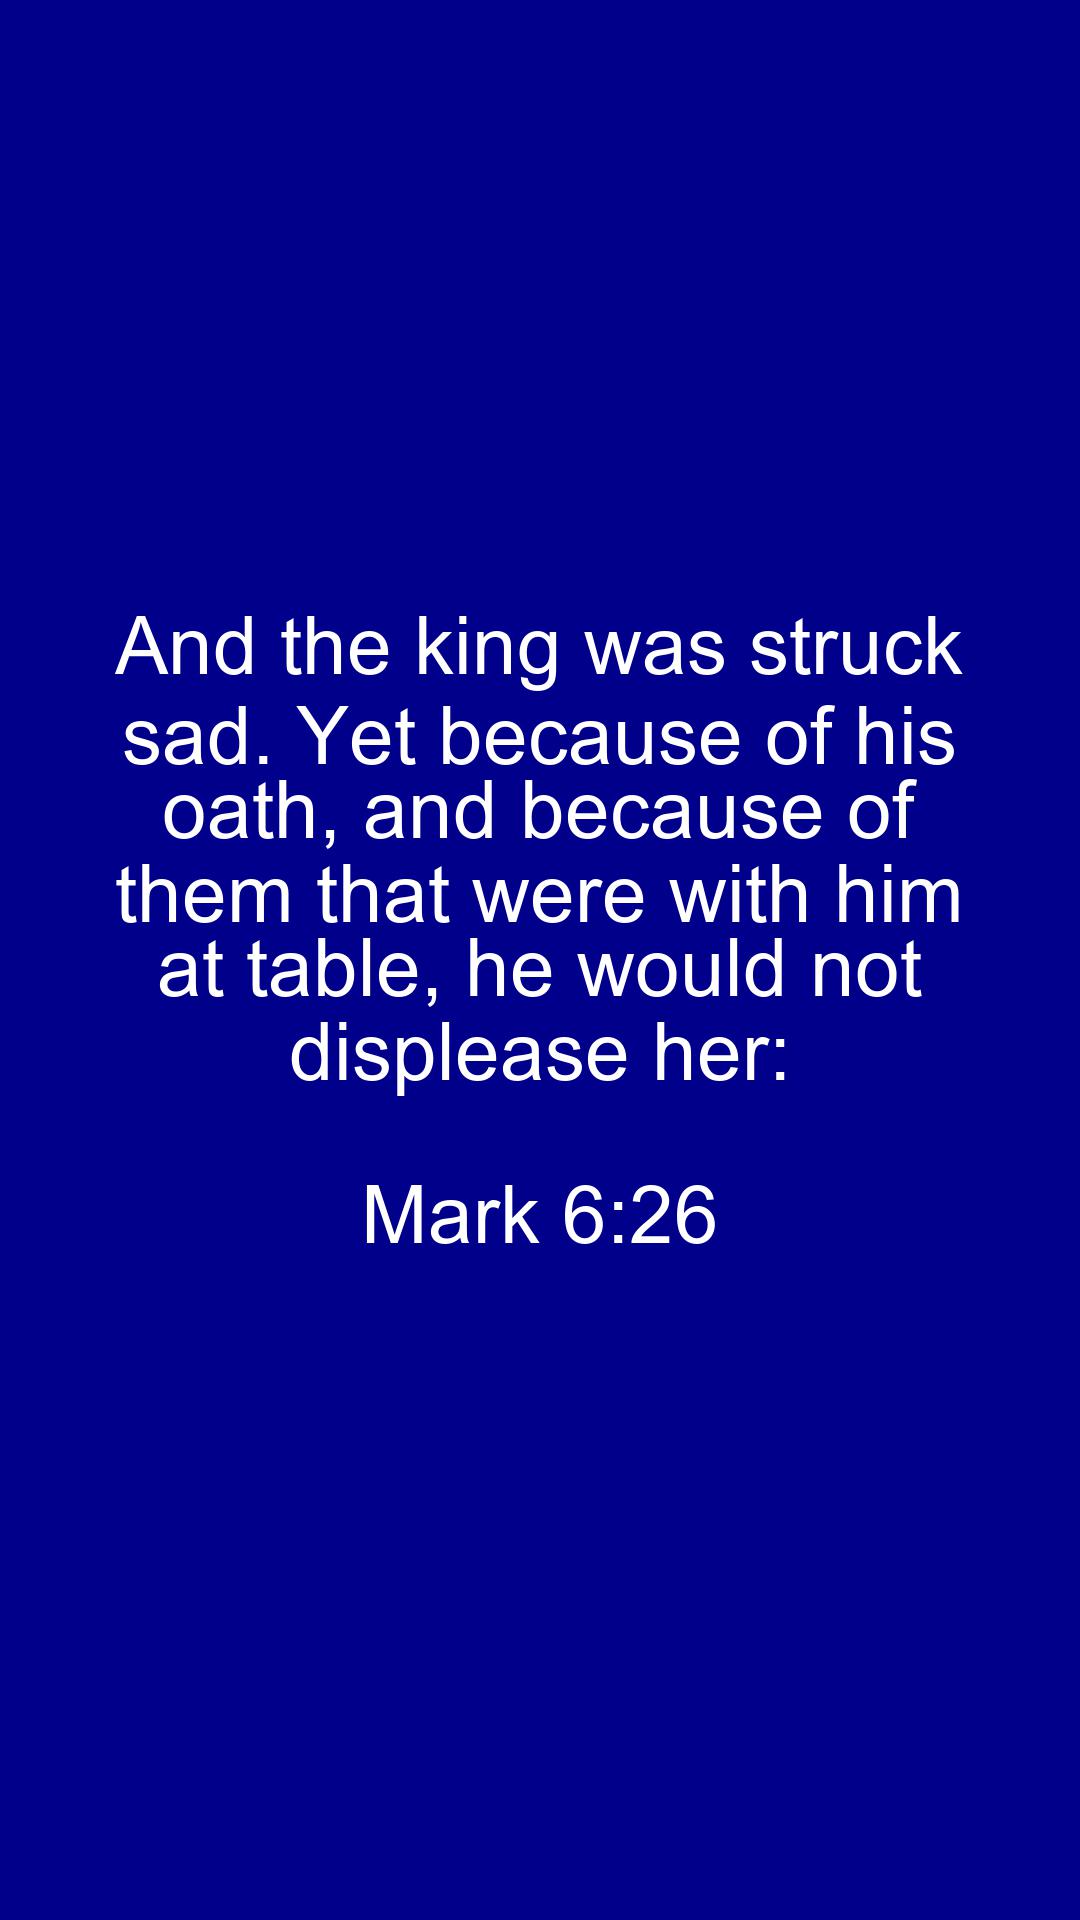 And the king was struck
sad. Yet because of his
oath, and because of
them that were with him
at table, he would not
displease her:
Mark 6:26